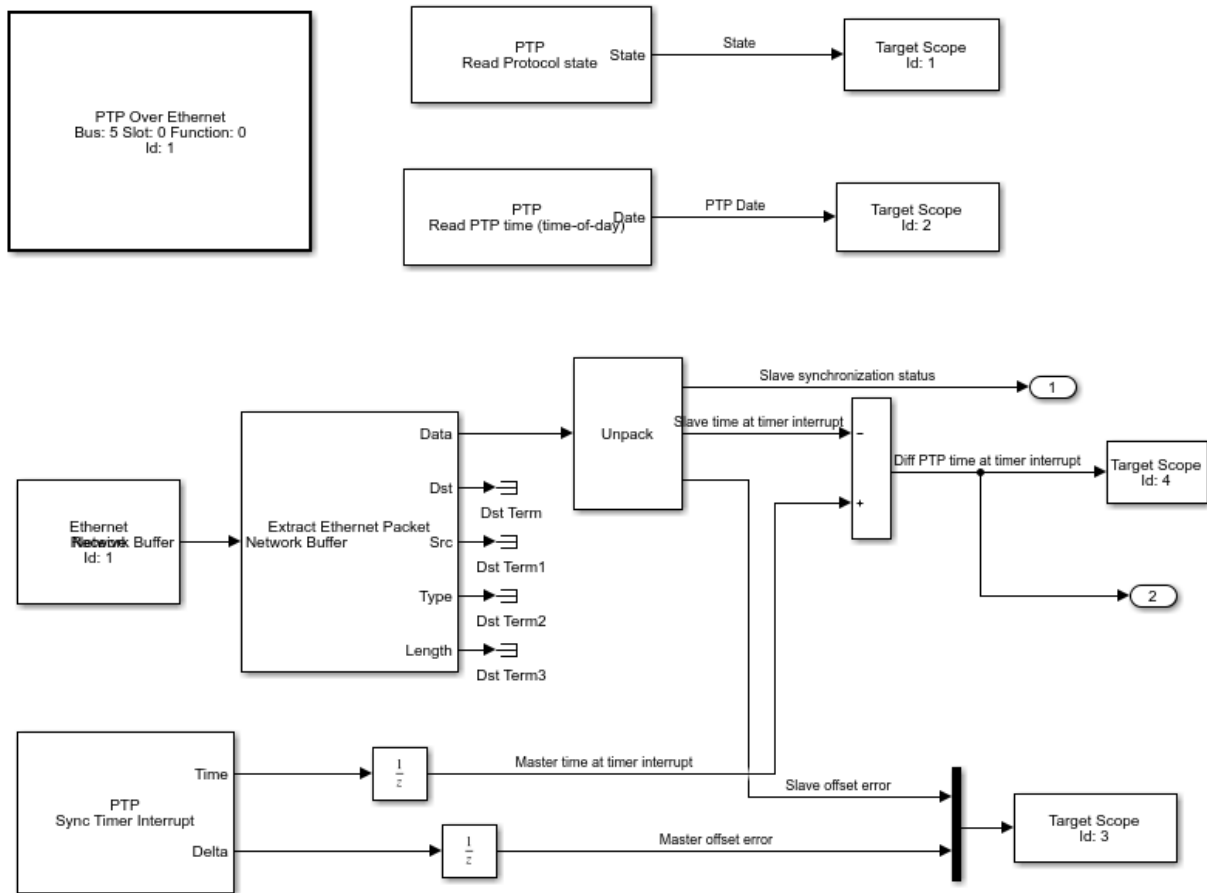 PTP Over Ethernet
Bus: 5 Slot: 0 Function: 0
Id: 1
PTP
Read Protocol state
State
State
Target Scope
Id: 1
PTP
Read PTP time (time-of-day)
Date
PTP Date
Target Scope
Id: 2
Ethernet
Receive
Network Buffer
Id: 1
Extract Ethernet Packet
Network Buffer
Data
Dst
Src
Type
Length
Dst Term
Dst Term1
Dst Term2
Dst Term3
Unpack
Slave synchronization status
1
Slave time at timer interrupt
−
+
Diff PTP time at timer interrupt
Target Scope
Id: 4
2
PTP
Sync Timer Interrupt
Time
Delta
1
z
Master time at timer interrupt
1
z
Master offset error
Slave offset error
Target Scope
Id: 3